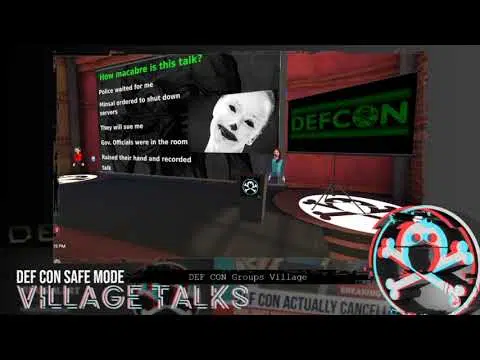 How macabre is this talk?
Police waited for me
Minsal ordered to shut down
servers
They will sue me
Gov. Officials were in the room
Raised their hand and recorded
Talk
DEFCON
DEF CON Groups Village
DEF CON SAFE MODE
VILLAGE TALKS
DEF CON ACTUALLY CANCELL